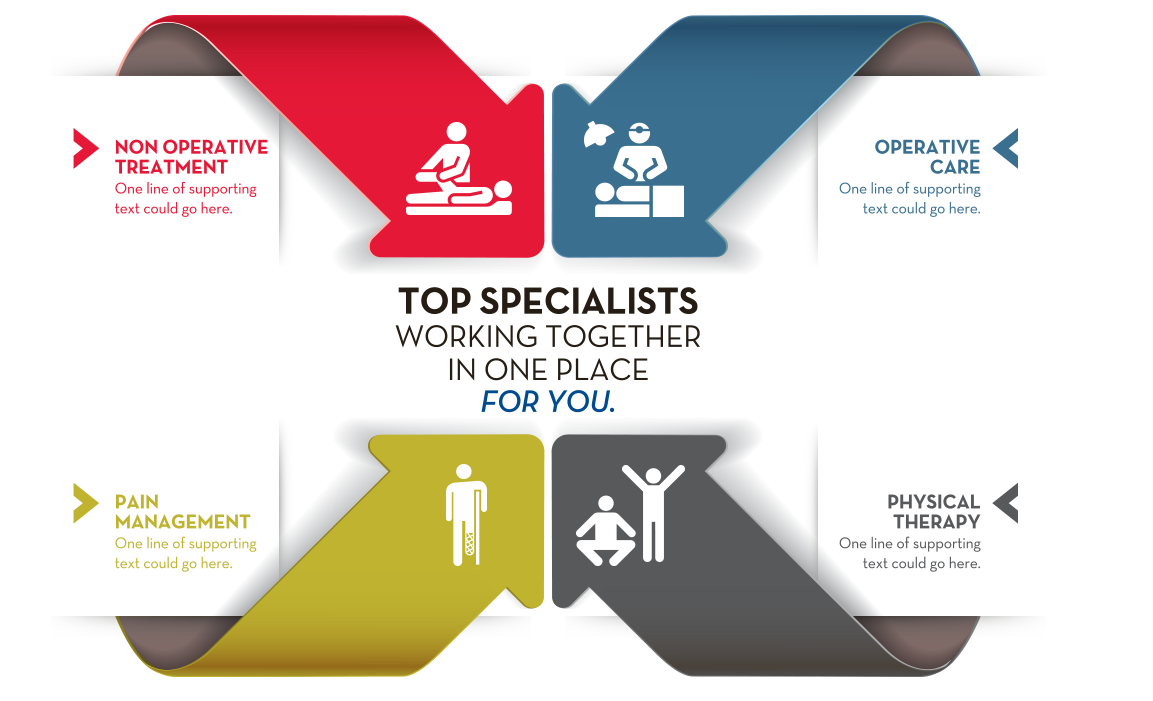 NON OPERATIVE
TREATMENT
One line of supporting
text could go here.
OPERATIVE
CARE
One line of supporting
text could go here.
TOP SPECIALISTS
WORKING TOGETHER
IN ONE PLACE
FOR YOU.
PAIN
MANAGEMENT
One line of supporting
text could go here.
PHYSICAL
THERAPY
One line of supporting
text could go here.